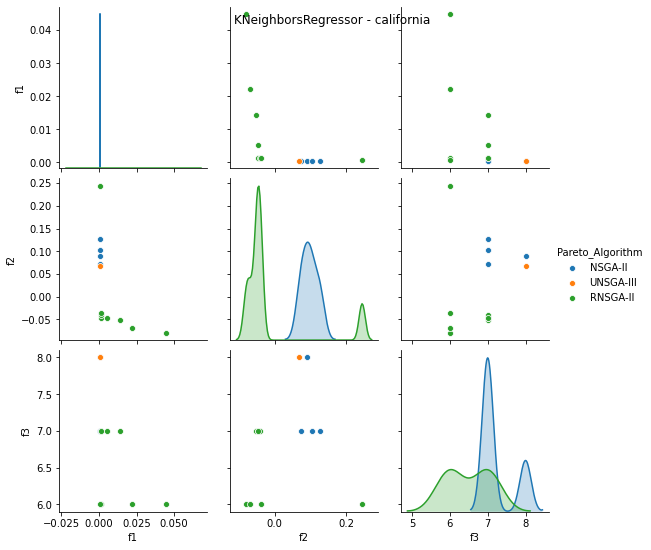 KNeighborsRegressor - california
0.04
0.03
0.02
0.01
0.00
f1
0.25
0.20
0.15
0.10
0.05
0.00
−0.05
f2
Pareto_Algorithm
NSGA-II
UNSGA-III
RNSGA-II
8.0
7.5
7.0
6.5
6.0
f3
−0.025 0.000 0.025 0.050
0.0 0.2
5 6 7 8
f1 f2 f3